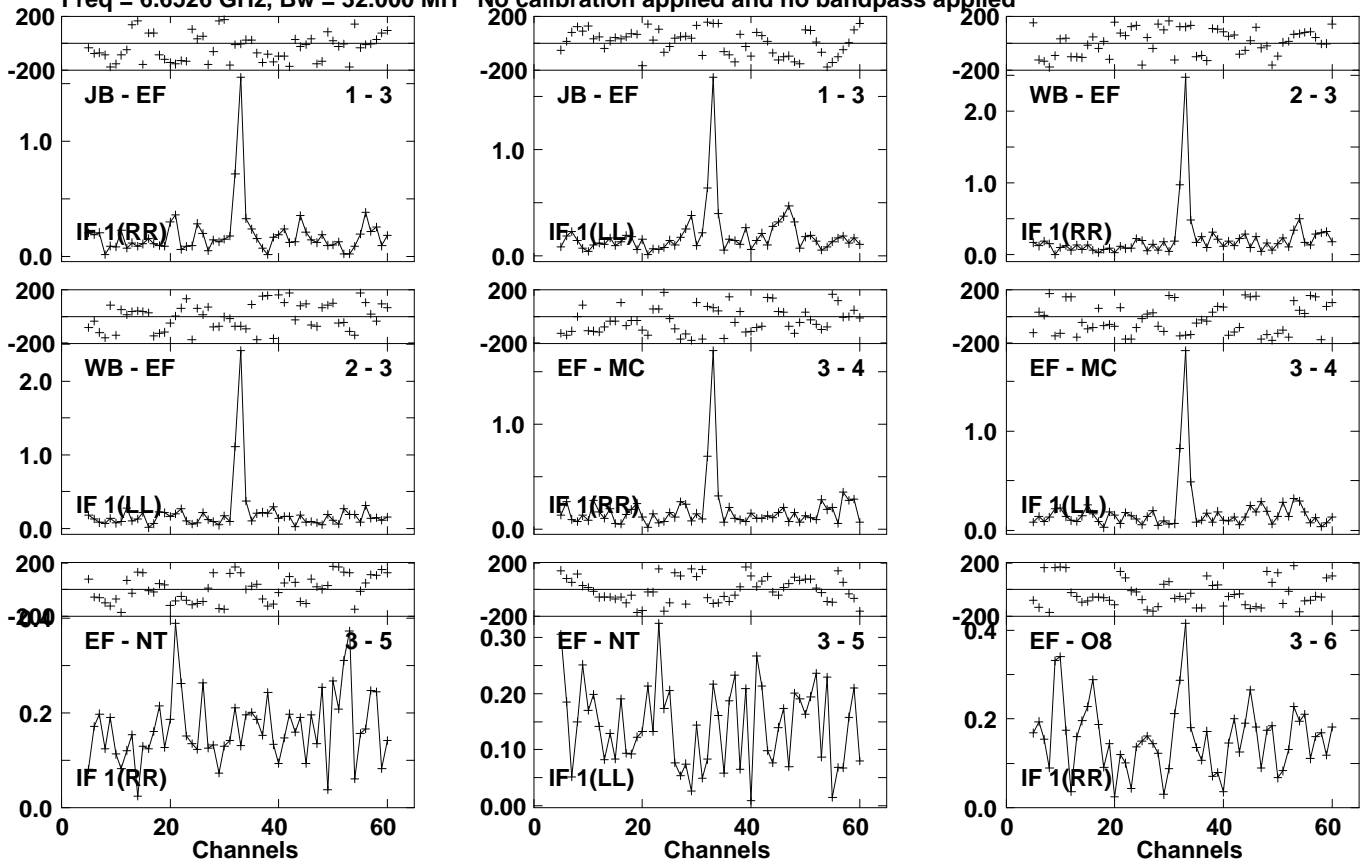 Freq = 6.6526 GHz, Bw = 32.000 MH No calibration applied and no bandpass applied
200
-200
JB - EF 1 - 3
1.0
IF 1(RR)
0.0
JB - EF 1 - 3
1.0
IF 1(LL)
0.0
WB - EF 2 - 3
2.0
1.0
IF 1(RR)
0.0
200
-200
WB - EF 2 - 3
2.0
1.0
IF 1(LL)
0.0
EF - MC 3 - 4
1.0
IF 1(RR)
0.0
EF - MC 3 - 4
1.0
IF 1(LL)
0.0
200
-200
0.4
EF - NT 3 - 5
0.2
IF 1(RR)
0.0
0 20 40 60
Channels
200
-200
0.30
EF - NT 3 - 5
0.20
0.10
IF 1(LL)
0.00
0 20 40 60
Channels
200
-200
0.4
EF - O8 3 - 6
0.2
IF 1(RR)
0.0
0 20 40 60
Channels